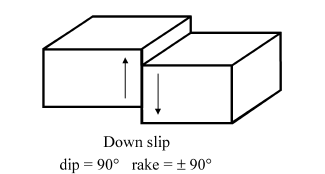 Down slip
dip = 90° rake = ± 90°